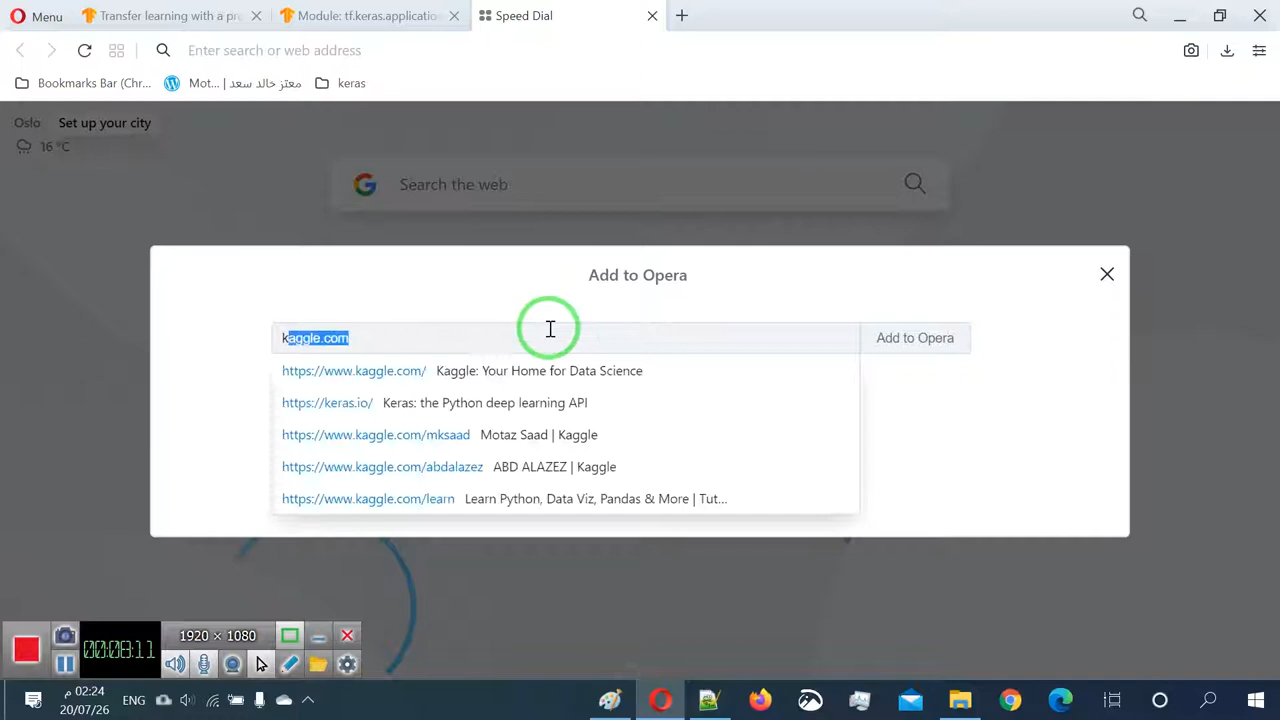 Menu
Transfer learning with a pr
Module: tf.keras.applicatio
Speed Dial
Enter search or web address
Bookmarks Bar (Chr...
Mot... | معتز خالد سعد
keras
Oslo
Set up your city
16 °C
Search the web
Add to Opera
kaggle.com
Add to Opera
https://www.kaggle.com/ Kaggle: Your Home for Data Science
https://keras.io/ Keras: the Python deep learning API
https://www.kaggle.com/mksaad Motaz Saad | Kaggle
https://www.kaggle.com/abdalazez ABD ALAZEZ | Kaggle
https://www.kaggle.com/learn Learn Python, Data Viz, Pandas & More | Tut...
1920 × 1080
00:03:11
02:24 م
20/07/26
ENG